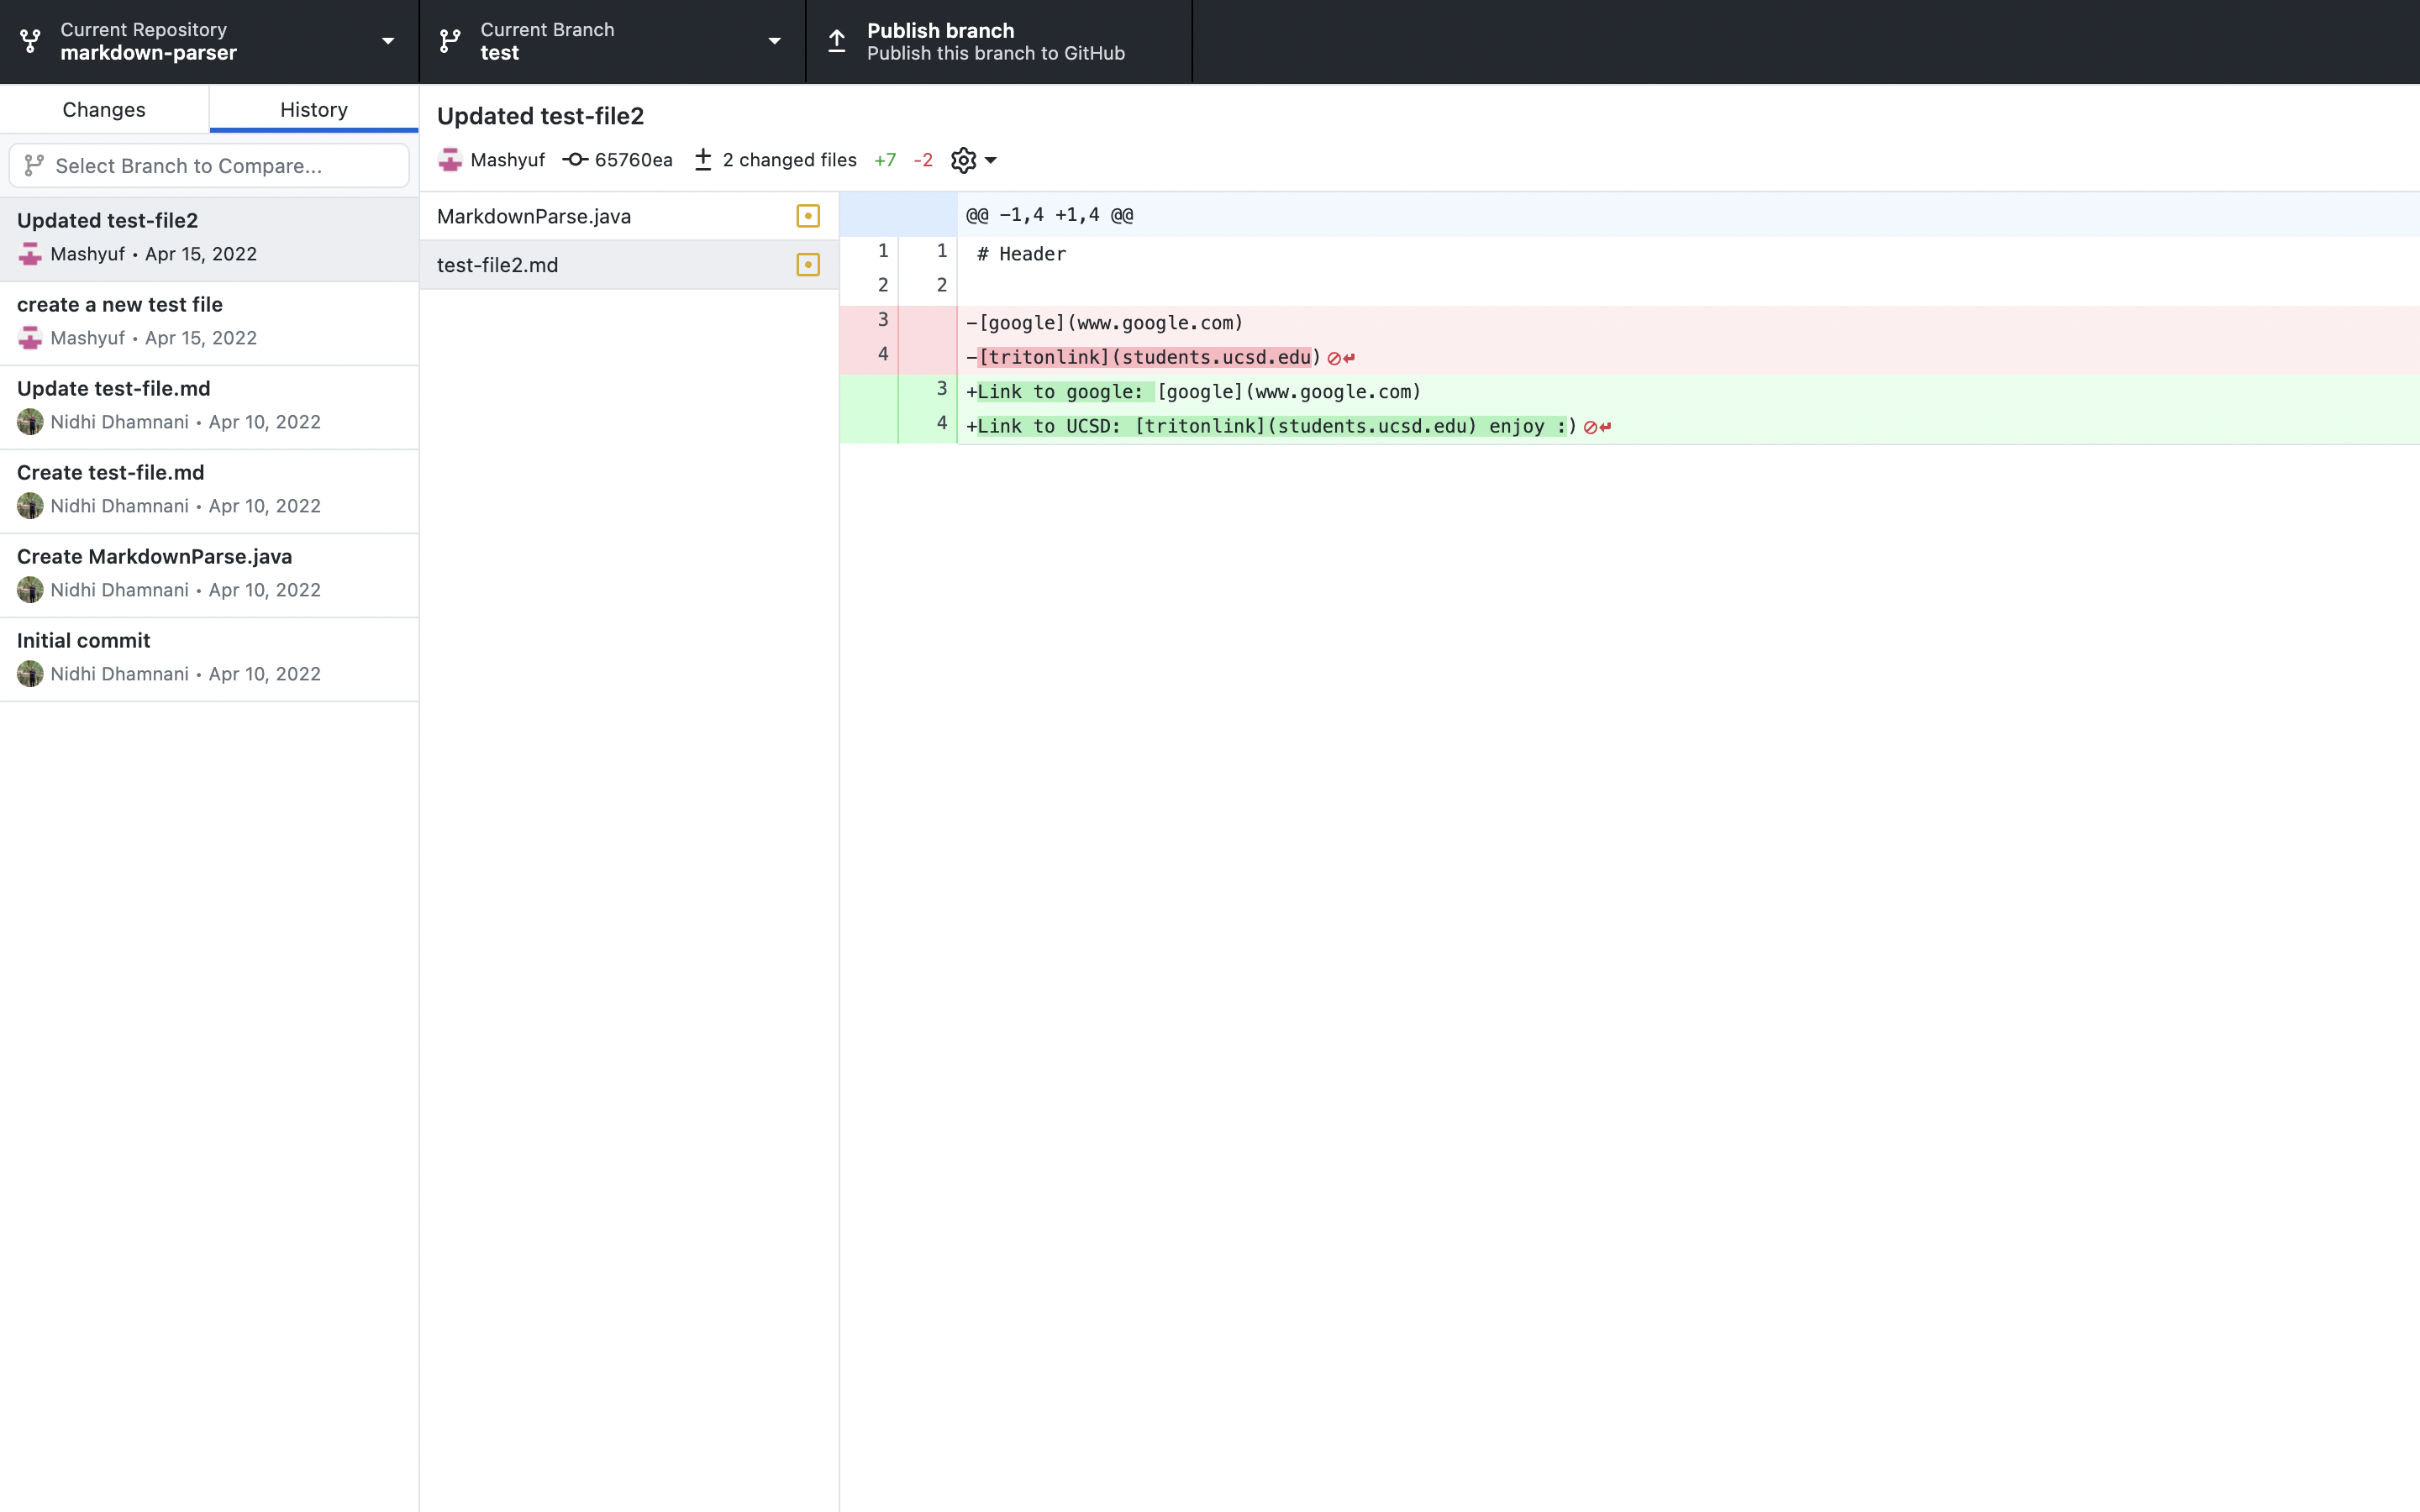 Current Repository
markdown-parser
Current Branch
test
Publish branch
Publish this branch to GitHub
Changes
History
Select Branch to Compare...
Updated test-file2
Mashyuf • Apr 15, 2022
create a new test file
Mashyuf • Apr 15, 2022
Update test-file.md
Nidhi Dhamnani • Apr 10, 2022
Create test-file.md
Nidhi Dhamnani • Apr 10, 2022
Create MarkdownParse.java
Nidhi Dhamnani • Apr 10, 2022
Initial commit
Nidhi Dhamnani • Apr 10, 2022
Updated test-file2
Mashyuf 65760ea 2 changed files +7 -2
MarkdownParse.java
test-file2.md
@@ -1,4 +1,4 @@
1 1 # Header
2 2
3 -[google](www.google.com)
4 -[tritonlink](students.ucsd.edu)
3 +Link to google: [google](www.google.com)
4 +Link to UCSD: [tritonlink](students.ucsd.edu) enjoy :)